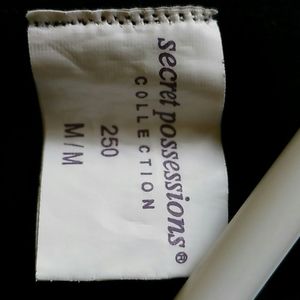 secret possessions®
COLLECTION
250
M/M